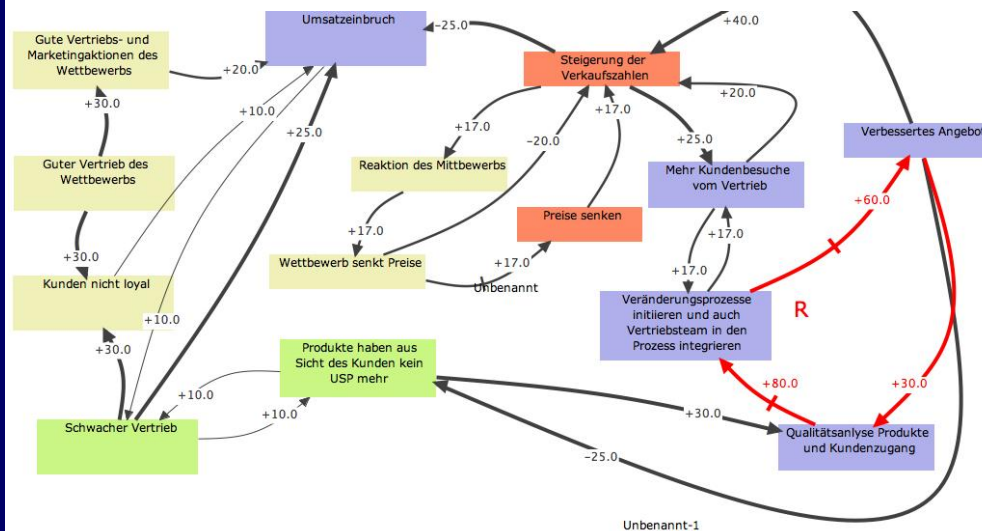 Umsatzeinbruch
Gute Vertriebs- und
Marketingaktionen des
Wettbewerbs
-25.0
+40.0
Steigerung der
Verkaufszahlen
+20.0
+30.0
+10.0
+25.0
+17.0
-20.0
+17.0
+20.0
+25.0
Verbessertes Angebot
Reaktion des Mittbewerbs
Guter Vertrieb des
Wettbewerbs
Mehr Kundenbesuche
vom Vertrieb
+60.0
Preise senken
+17.0
+30.0
Wettbewerb senkt Preise
+17.0
+17.0
+17.0
Kunden nicht loyal
Unbenannt
Veränderungsprozesse
initiieren und auch
Vertriebsteam in den
Prozess integrieren
R
+10.0
+30.0
Produkte haben aus
Sicht des Kunden kein
USP mehr
+80.0
+30.0
+10.0
+10.0
+30.0
Schwacher Vertrieb
Qualitätsanlyse Produkte
und Kundenzugang
-25.0
Unbenannt-1